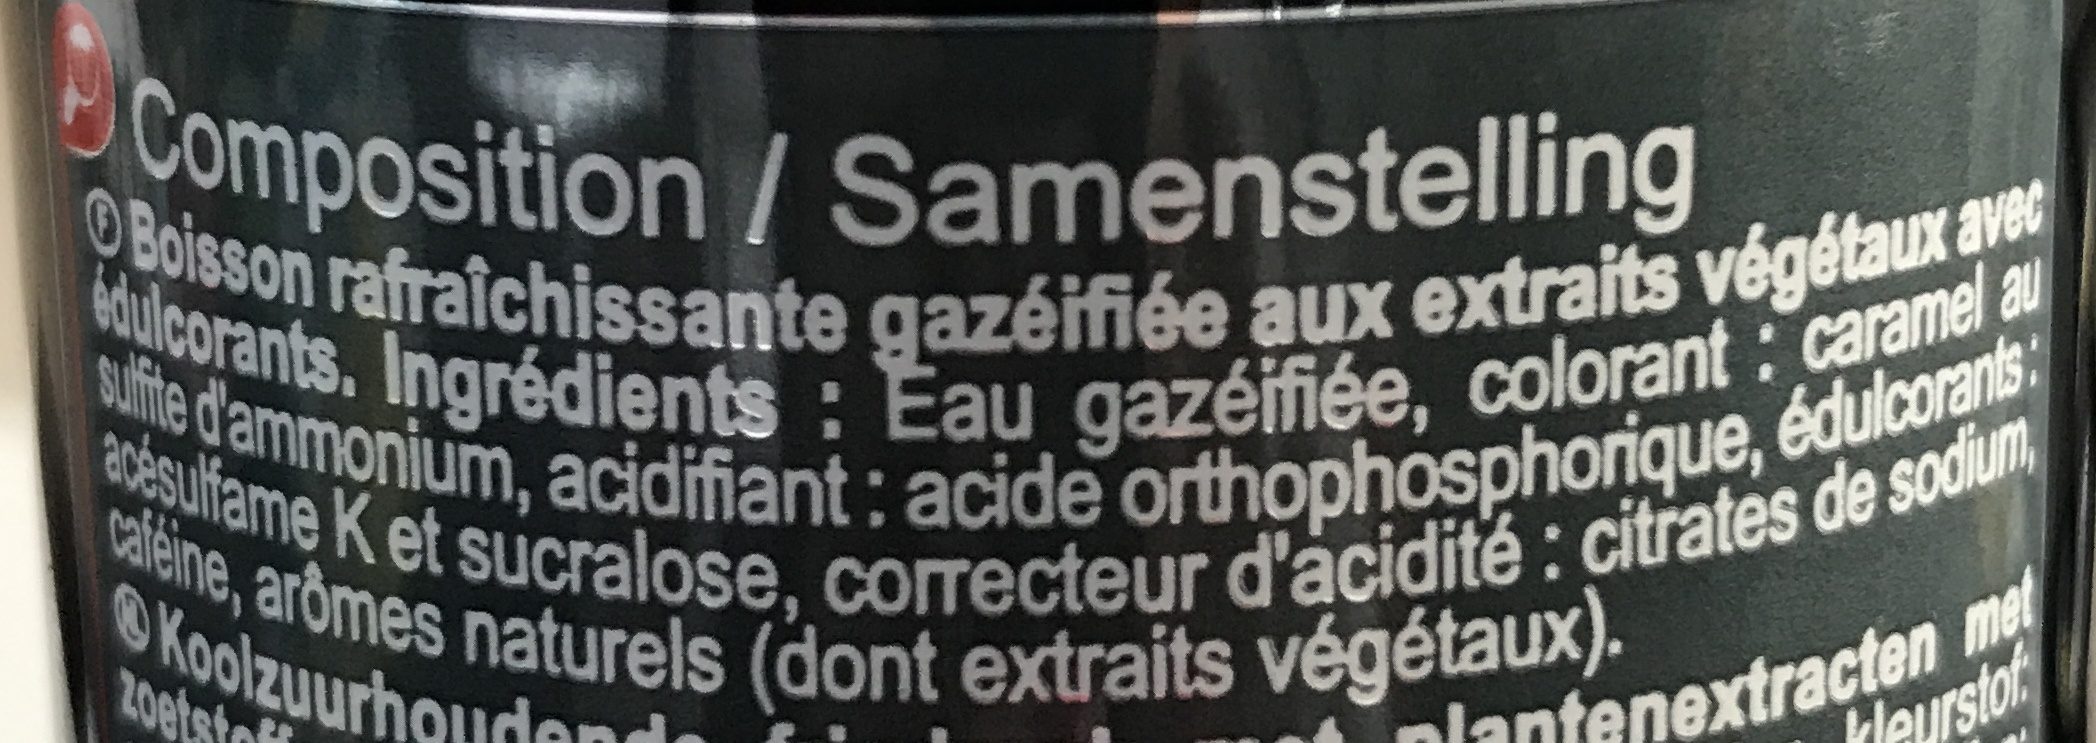 Composition / Samenstelling
F Boisson rafraîchissante gazéifiée aux extraits végétaux avec
édulcorants. Ingrédients : Eau gazéifiée, colorant : caramel au
sulfite d'ammonium, acidifiant : acide orthophosphorique, édulcorants :
acésulfame K et sucralose, correcteur d'acidité : citrates de sodium,
caféine, arômes naturels (dont extraits végétaux).
NL Koolzuurhoudende met plantenextracten met
kleurstof: